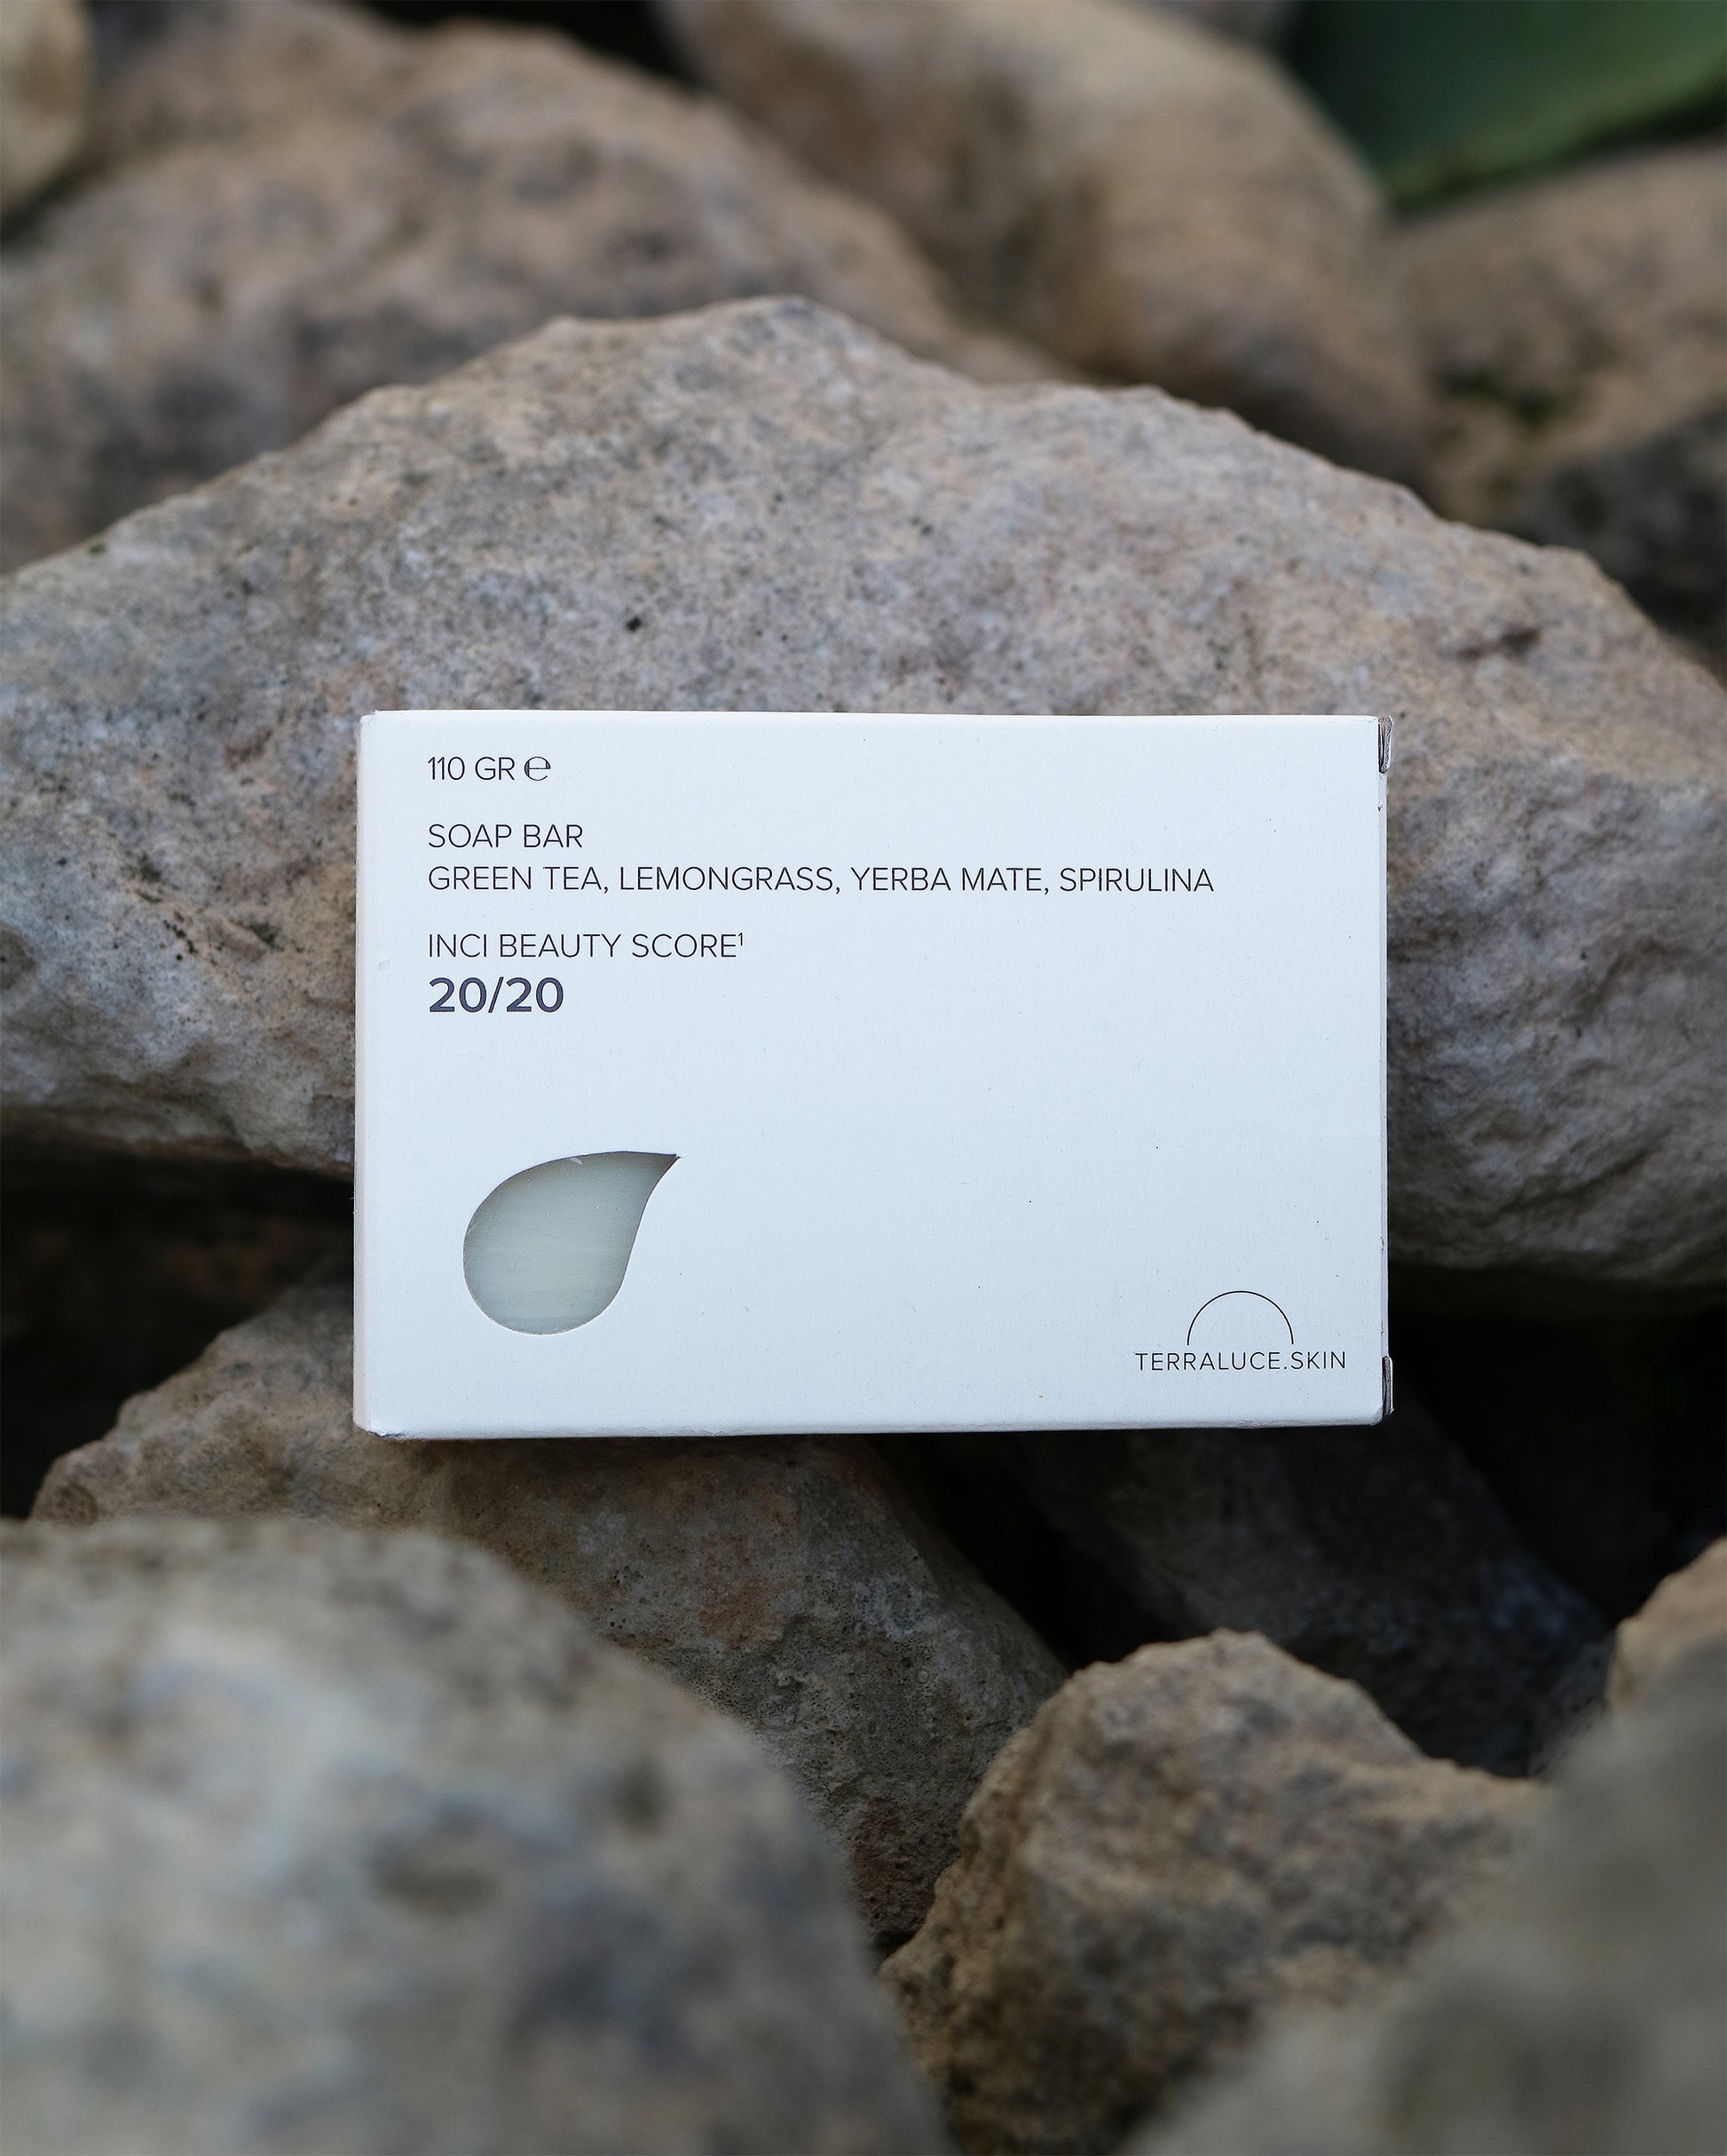 110 GR ℮
SOAP BAR
GREEN TEA, LEMONGRASS, YERBA MATE, SPIRULINA
INCI BEAUTY SCORE¹
20/20
TERRALUCE.SKIN